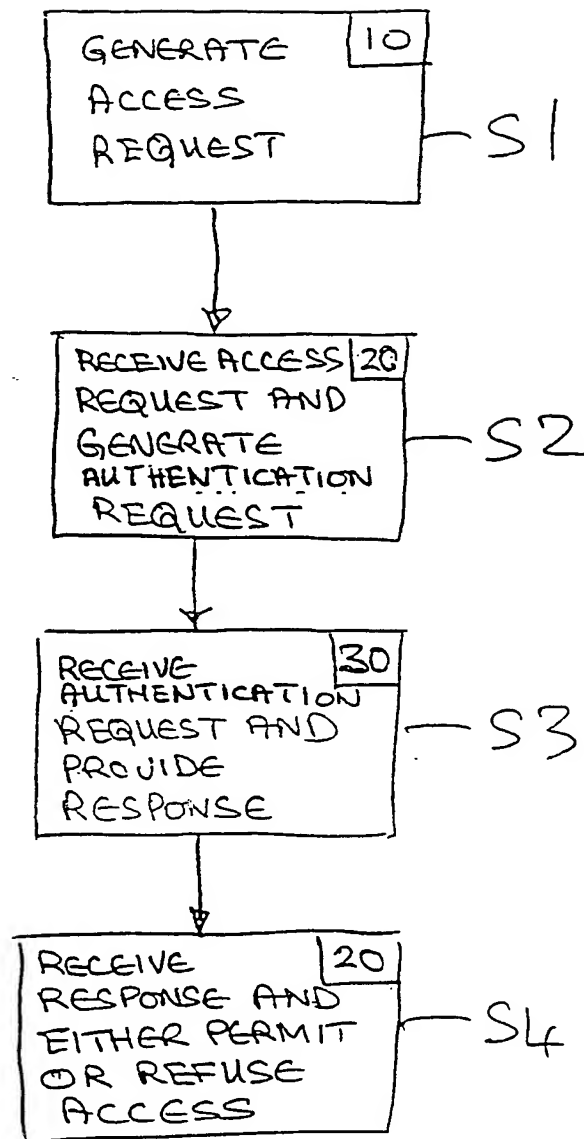 GENERATE 10
ACCESS
REQUEST
S1
RECEIVE ACCESS 20
REQUEST AND
GENERATE
AUTHENTICATION
REQUEST
S2
RECEIVE 30
AUTHENTICATION
REQUEST AND
PROVIDE
RESPONSE
S3
RECEIVE 20
RESPONSE AND
EITHER PERMIT
OR REFUSE
ACCESS
S4